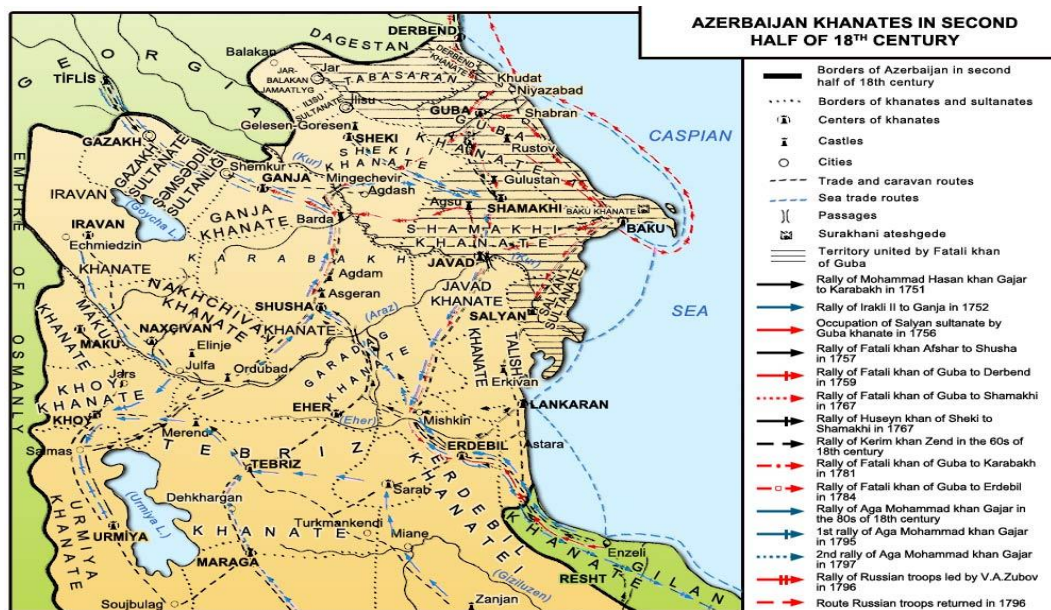 AZERBAIJAN KHANATES IN SECOND
HALF OF 18TH CENTURY
Borders of Azerbaijan in second
half of 18th century
Borders of khanates and sultanates
Centers of khanates
Castles
Cities
Trade and caravan routes
Sea trade routes
Passages
Surakhani ateshgede
Territory united by Fatali khan
of Guba
Rally of Mohammad Hasan khan Gajar
to Karabakh in 1751
Rally of Irakli II to Ganja in 1752
Occupation of Salyan sultanate by
Guba khanate in 1756
Rally of Fatali khan Afshar to Shusha
in 1757
Rally of Fatali khan of Guba to Derbend
in 1759
Rally of Fatali khan of Guba to Shamakhi
in 1767
Rally of Huseyn khan of Sheki to
Shamakhi in 1767
Rally of Kerim khan Zend in the 60s of
18th century
Rally of Fatali khan of Guba to Karabakh
in 1781
Rally of Fatali khan of Guba to Erdebil
in 1784
Rally of Aga Mohammad khan Gajar in
the 80s of 18th century
1st rally of Aga Mohammad khan Gajar
in 1795
2nd rally of Aga Mohammad khan Gajar
in 1797
Rally of Russian troops led by V.A.Zubov
in 1796
Route Russian troops returned in 1796
GEORGIA
DAGESTAN
DERBEND
DERBEND
KHANATE
TİFLİS
Balakan
Jar
JAR-
BALAKAN
JAMAATLYG
TABASARAN
Khudat
Niyazabad
ILISU
SULTANATE
Ilisu
GUBA
Shabran
CASPIAN
SEA
Gelesen-Goresen
SHEKI
SHEKI
KHANATE
GUBA
KHANATE
Rustov
GAZAKH
GAZAKH
SULTANATE
ŞƏMSƏDDİL
SULTANLIĞI
Shemkur
(Kur)
GANJA
Mingechevir
Agdash
Gulustan
IRAVAN
(Goycha L.)
IRAVAN
Echmiedzin
KHANATE
GANJA
KHANATE
Barda
Agsu
SHAMAKHI
BAKU KHANATE
BAKU
SHAMAKHI
KHANATE
KARABAKH
KHANATE
JAVAD
(Kur)
Agdam
Asgeran
SHUSHA
JAVAD
KHANATE
SALYAN
SALYAN
SULTANATE
(Araz)
NAKHCHIVAN
KHANATE
NAXÇIVAN
MAKU
KHANATE
MAKU
Elinje
Julfa
Ordubad
Jars
GARADAG
KHANATE
TALISH
KHANATE
Erkivan
LANKARAN
Astara
KHOY
KHANATE
KHOY
EHER
(Eher)
Mishkin
Salmas
Merend
TEBRIZ
KHANATE
TEBRIZ
ERDEBIL
ERDEBIL
KHANATE
Sarab
Dehkhargan
(Urmiya L.)
URMIYA
KHANATE
URMİYA
Turkmankendi
Miane
MARAGA
(Giziluzen)
Enzeli
RESHT
GILAN
KHANATE
Soujbulag
Zanjan
EMPIRE OF OSMANLY